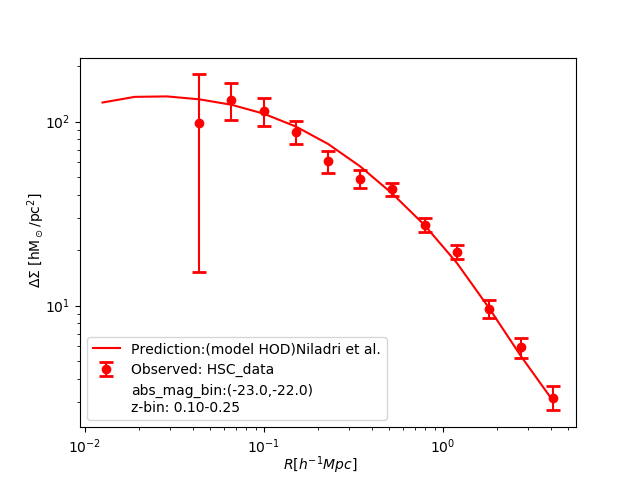 10²
10¹
ΔΣ [hM⊙/pc²]
Prediction:(model HOD)Niladri et al.
Observed: HSC_data
abs_mag_bin:(-23.0,-22.0)
z-bin: 0.10-0.25
10⁻² 10⁻¹ 10⁰
R[h⁻¹Mpc]